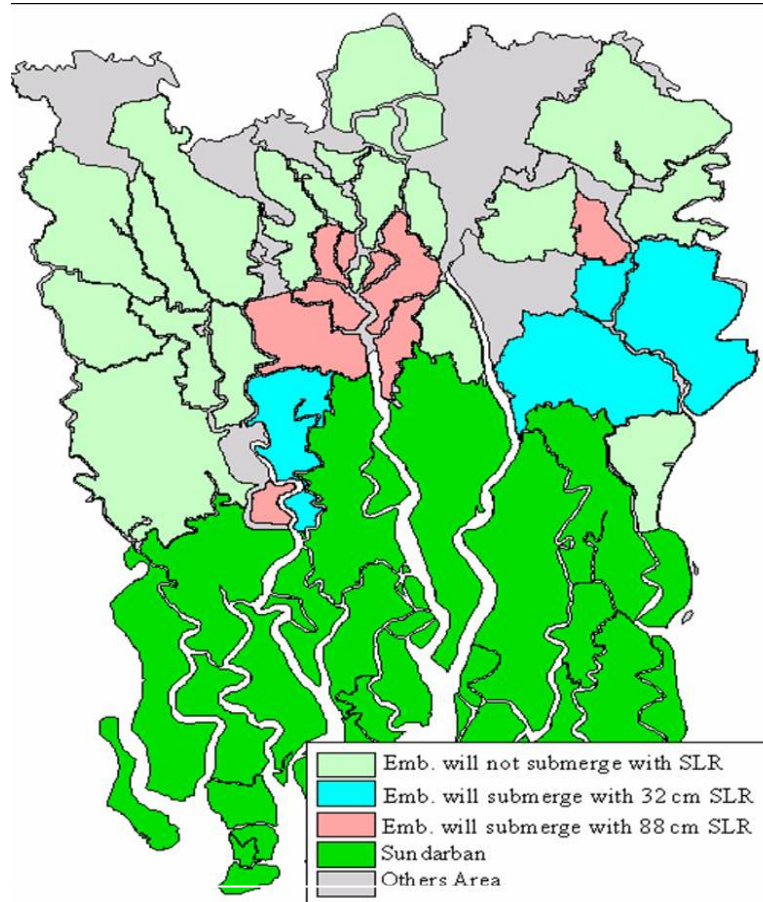 Emb. will not submerge with SLR
Emb. will submerge with 32 cm SLR
Emb. will submerge with 88 cm SLR
Sundarban
Others Area